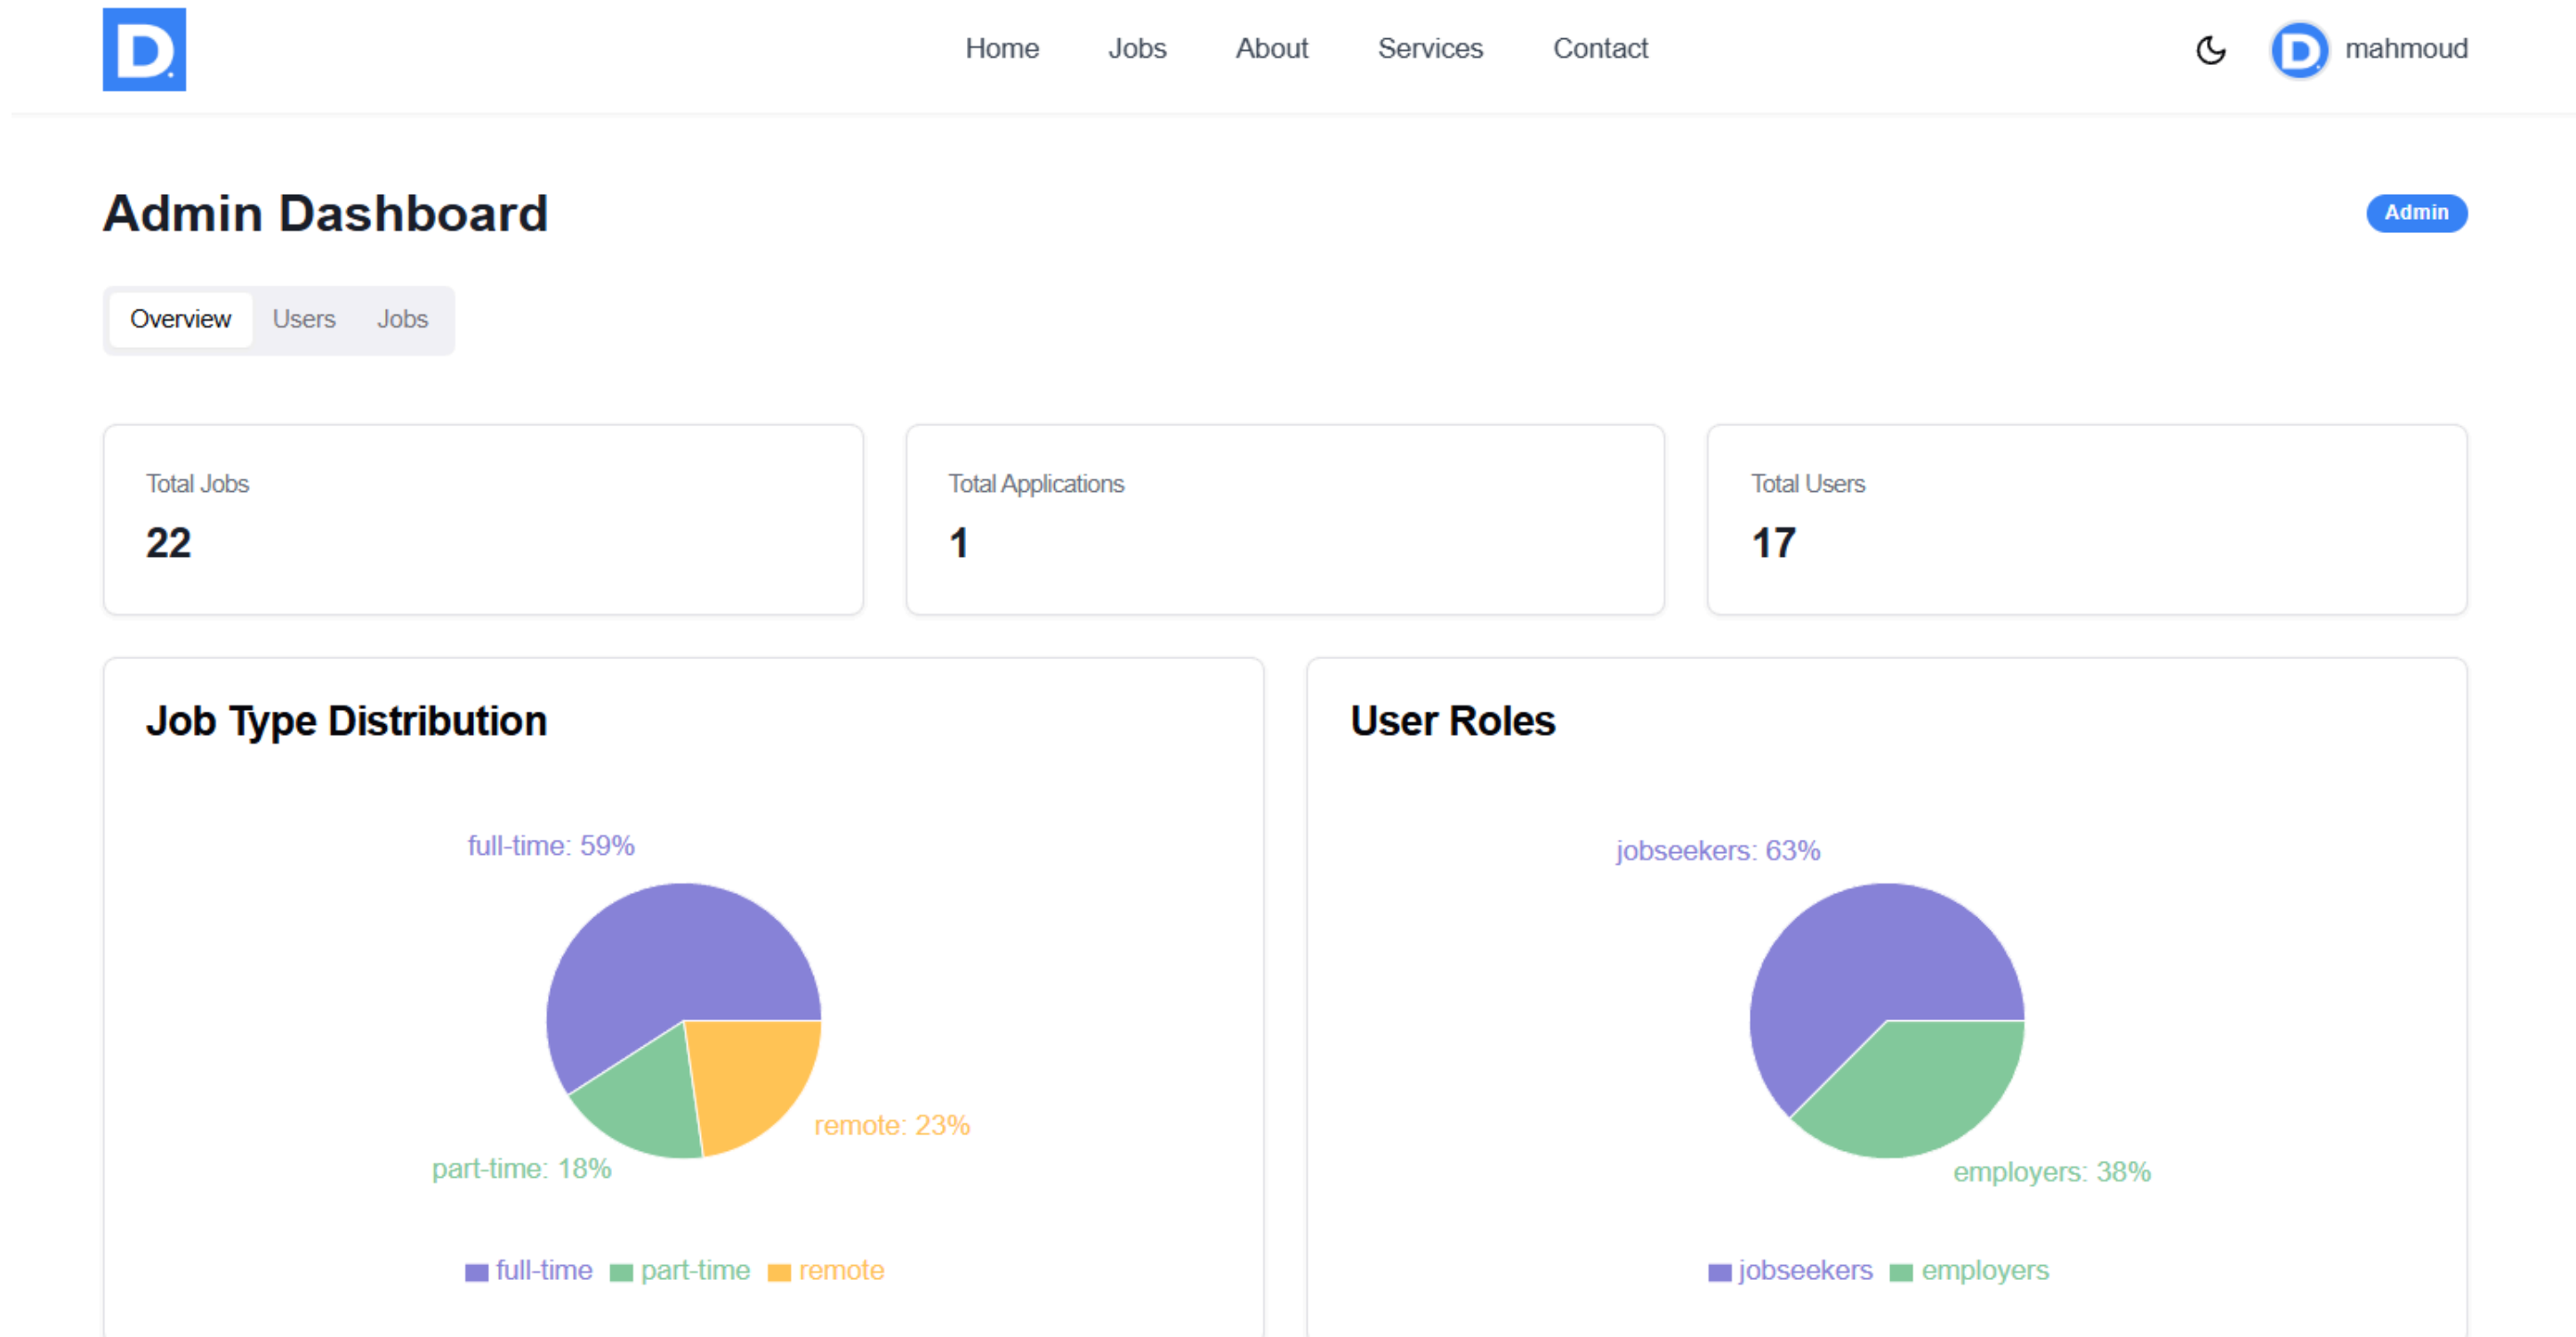 D.
Home Jobs About Services Contact
D. mahmoud
Admin Dashboard
Admin
Overview Users Jobs
Total Jobs
22
Total Applications
1
Total Users
17
Job Type Distribution
full-time: 59%
remote: 23%
part-time: 18%
full-time part-time remote
User Roles
jobseekers: 63%
employers: 38%
jobseekers employers